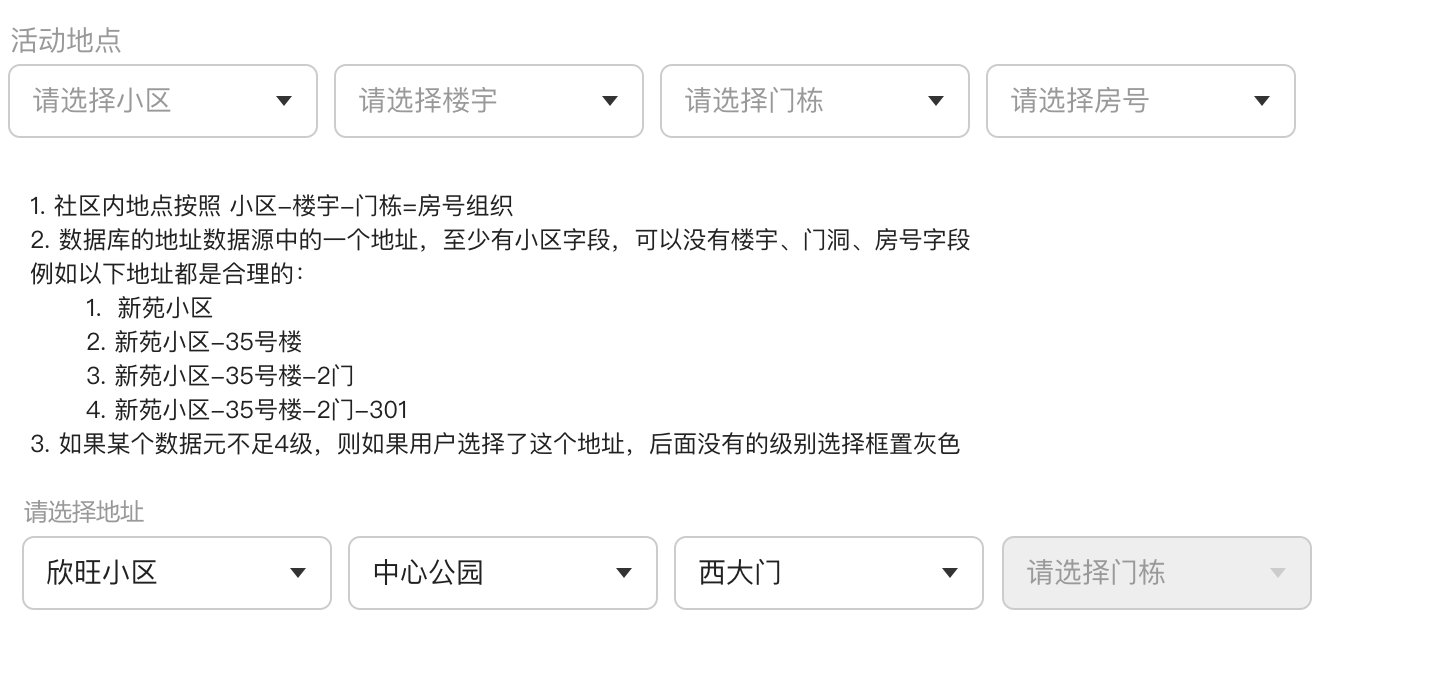 活动地点
请选择小区 请选择楼宇 请选择门栋 请选择房号
1. 社区内地点按照 小区-楼宇-门栋=房号组织
2. 数据库的地址数据源中的一个地址，至少有小区字段，可以没有楼宇、门洞、房号字段
例如以下地址都是合理的：
1. 新苑小区
2. 新苑小区-35号楼
3. 新苑小区-35号楼-2门
4. 新苑小区-35号楼-2门-301
3. 如果某个数据元不足4级，则如果用户选择了这个地址，后面没有的级别选择框置灰色
请选择地址
欣旺小区 中心公园 西大门 请选择门栋